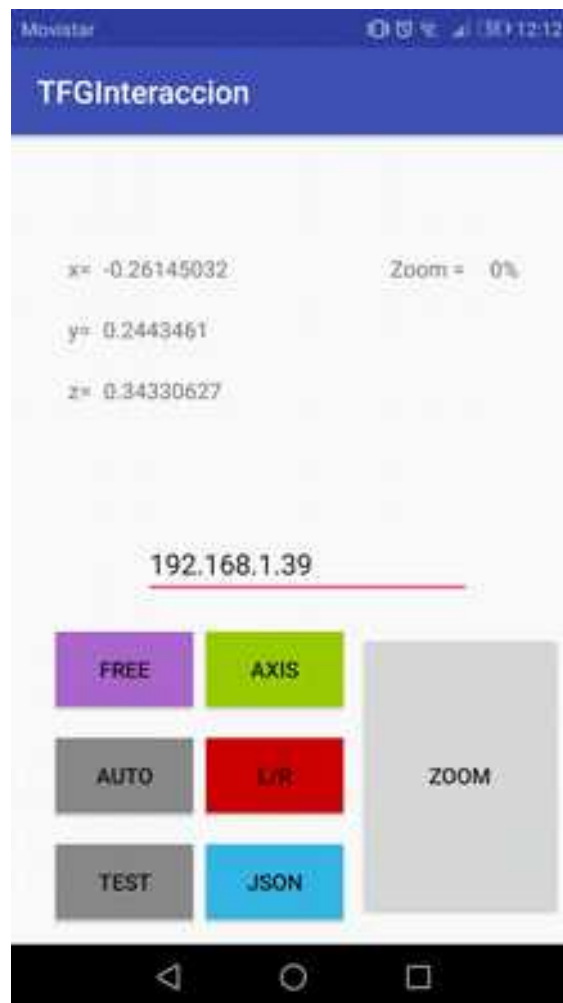 Movistar 12:12
TFGInteraccion
x= -0.26145032 Zoom = 0%
y= 0.2443461
z= 0.34330627
192.168.1.39
FREE AXIS
AUTO L/R ZOOM
TEST JSON